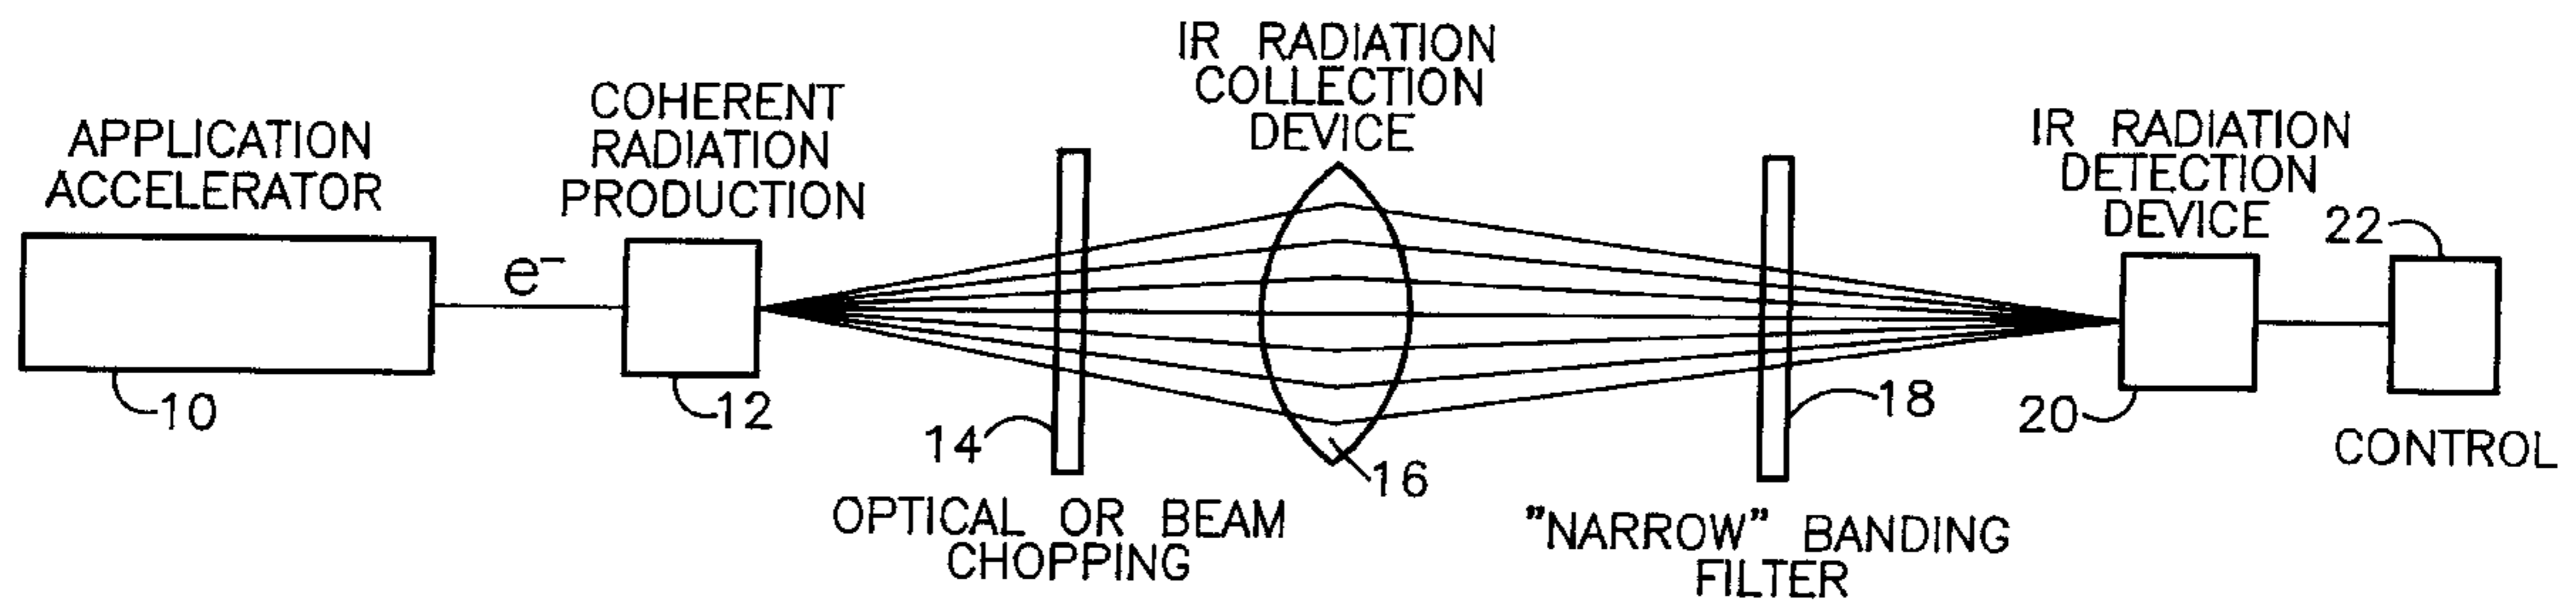 APPLICATION
ACCELERATOR
10
e⁻
COHERENT
RADIATION
PRODUCTION
12
14
OPTICAL OR BEAM
CHOPPING
IR RADIATION
COLLECTION
DEVICE
16
18
"NARROW" BANDING
FILTER
IR RADIATION
DETECTION
DEVICE
20
22
CONTROL